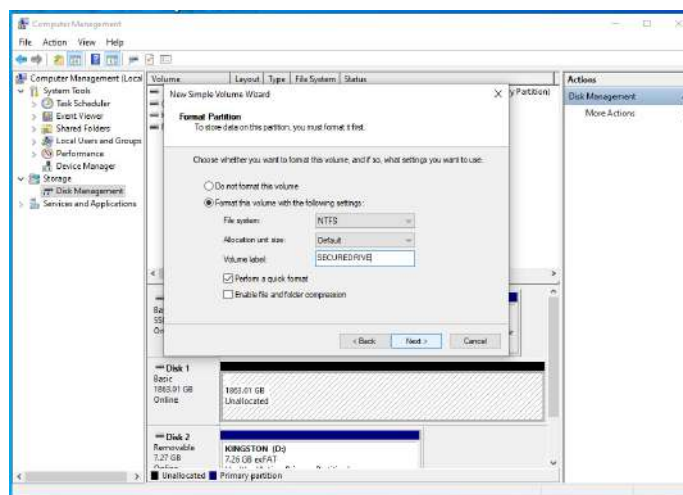 Computer Management
File Action View Help
Computer Management (Local
System Tools
Task Scheduler
Event Viewer
Shared Folders
Local Users and Groups
Performance
Device Manager
Storage
Disk Management
Services and Applications
Volume Layout Type File System Status
y Partition)
Actions
Disk Management
More Actions
New Simple Volume Wizard
Format Partition
To store data on this partition, you must format it first.
Choose whether you want to format this volume, and if so, what settings you want to use.
Do not format this volume
Format this volume with the following settings:
File system: NTFS
Allocation unit size: Default
Volume label: SECUREDRIVE
Perform a quick format
Enable file and folder compression
< Back Next > Cancel
Disk 1
Basic
1863.01 GB
Online
1863.01 GB
Unallocated
Disk 2
Removable
7.27 GB
KINGSTON (D:)
7.26 GB exFAT
Unallocated Primary partition